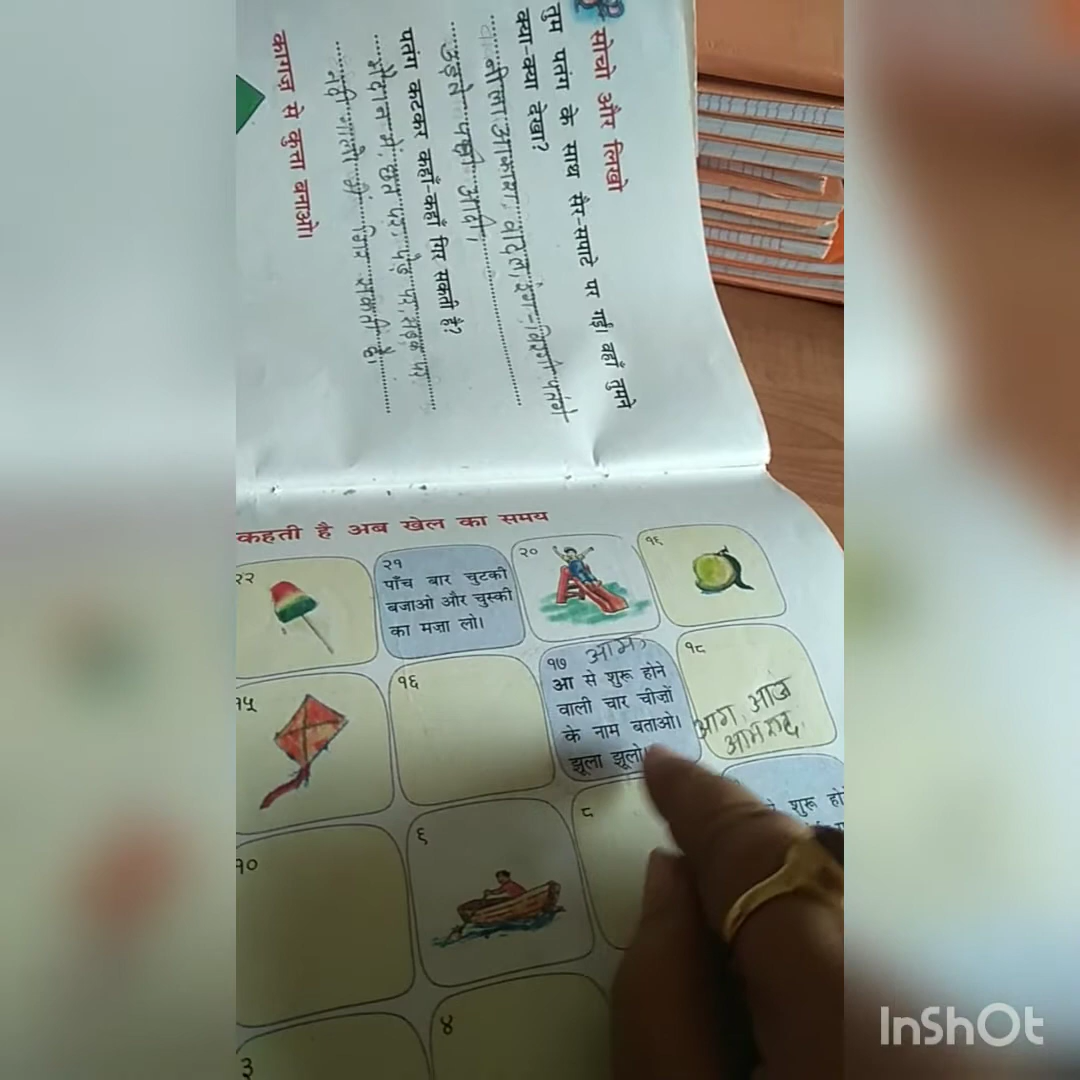 सोचो और लिखो
तुम पतंग के साथ सैर-सपाटे पर गईं। वहाँ तुमने
क्या-क्या देखा?
नीला आकाश, बादल, रंग-बिरंगे पतंगे
उड़ते पक्षी आदि,
पतंग कटकर कहाँ-कहाँ गिर सकती है?
मैदान में, छत पर, पेड़ पर, सड़क पर
नदी नाली में गिर सकती है।
कागज़ से कुत्ता बनाओ।
कहती है अब खेल का समय
२२
२१
पाँच बार चुटकी
बजाओ और चुस्की
का मज़ा लो।
२०
१९
१५
१६
१७ आम,
आ से शुरू होने
वाली चार चीज़ों
के नाम बताओ।
झूला झूलो।
१८
आग, आज
आमरूद,
से शुरू हो
१०
९
८
३
४
InShOt